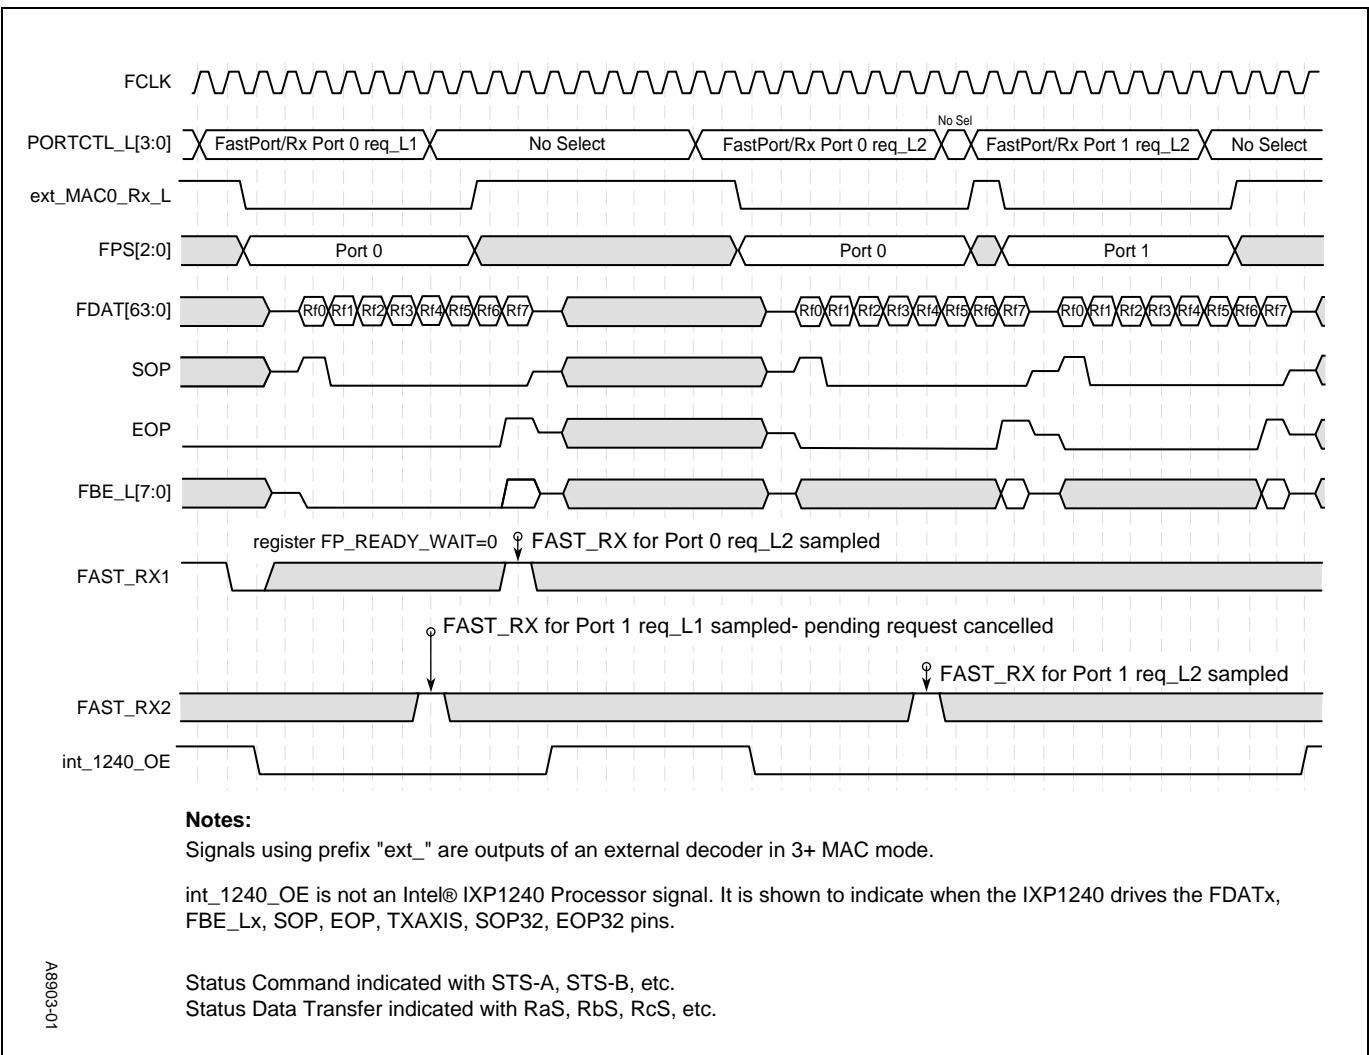 FCLK
No Sel
PORTCTL_L[3:0] FastPort/Rx Port 0 req_L1 No Select FastPort/Rx Port 0 req_L2 FastPort/Rx Port 1 req_L2 No Select
ext_MAC0_Rx_L
FPS[2:0] Port 0 Port 0 Port 1
FDAT[63:0] Rf0 Rf1 Rf2 Rf3 Rf4 Rf5 Rf6 Rf7 Rf0 Rf1 Rf2 Rf3 Rf4 Rf5 Rf6 Rf7 Rf0 Rf1 Rf2 Rf3 Rf4 Rf5 Rf6 Rf7
SOP
EOP
FBE_L[7:0]
register FP_READY_WAIT=0 FAST_RX for Port 0 req_L2 sampled
FAST_RX1
FAST_RX for Port 1 req_L1 sampled- pending request cancelled
FAST_RX for Port 1 req_L2 sampled
FAST_RX2
int_1240_OE
Notes:
Signals using prefix "ext_" are outputs of an external decoder in 3+ MAC mode.
int_1240_OE is not an Intel® IXP1240 Processor signal. It is shown to indicate when the IXP1240 drives the FDATx,
FBE_Lx, SOP, EOP, TXAXIS, SOP32, EOP32 pins.
Status Command indicated with STS-A, STS-B, etc.
Status Data Transfer indicated with RaS, RbS, RcS, etc.
A8903-01